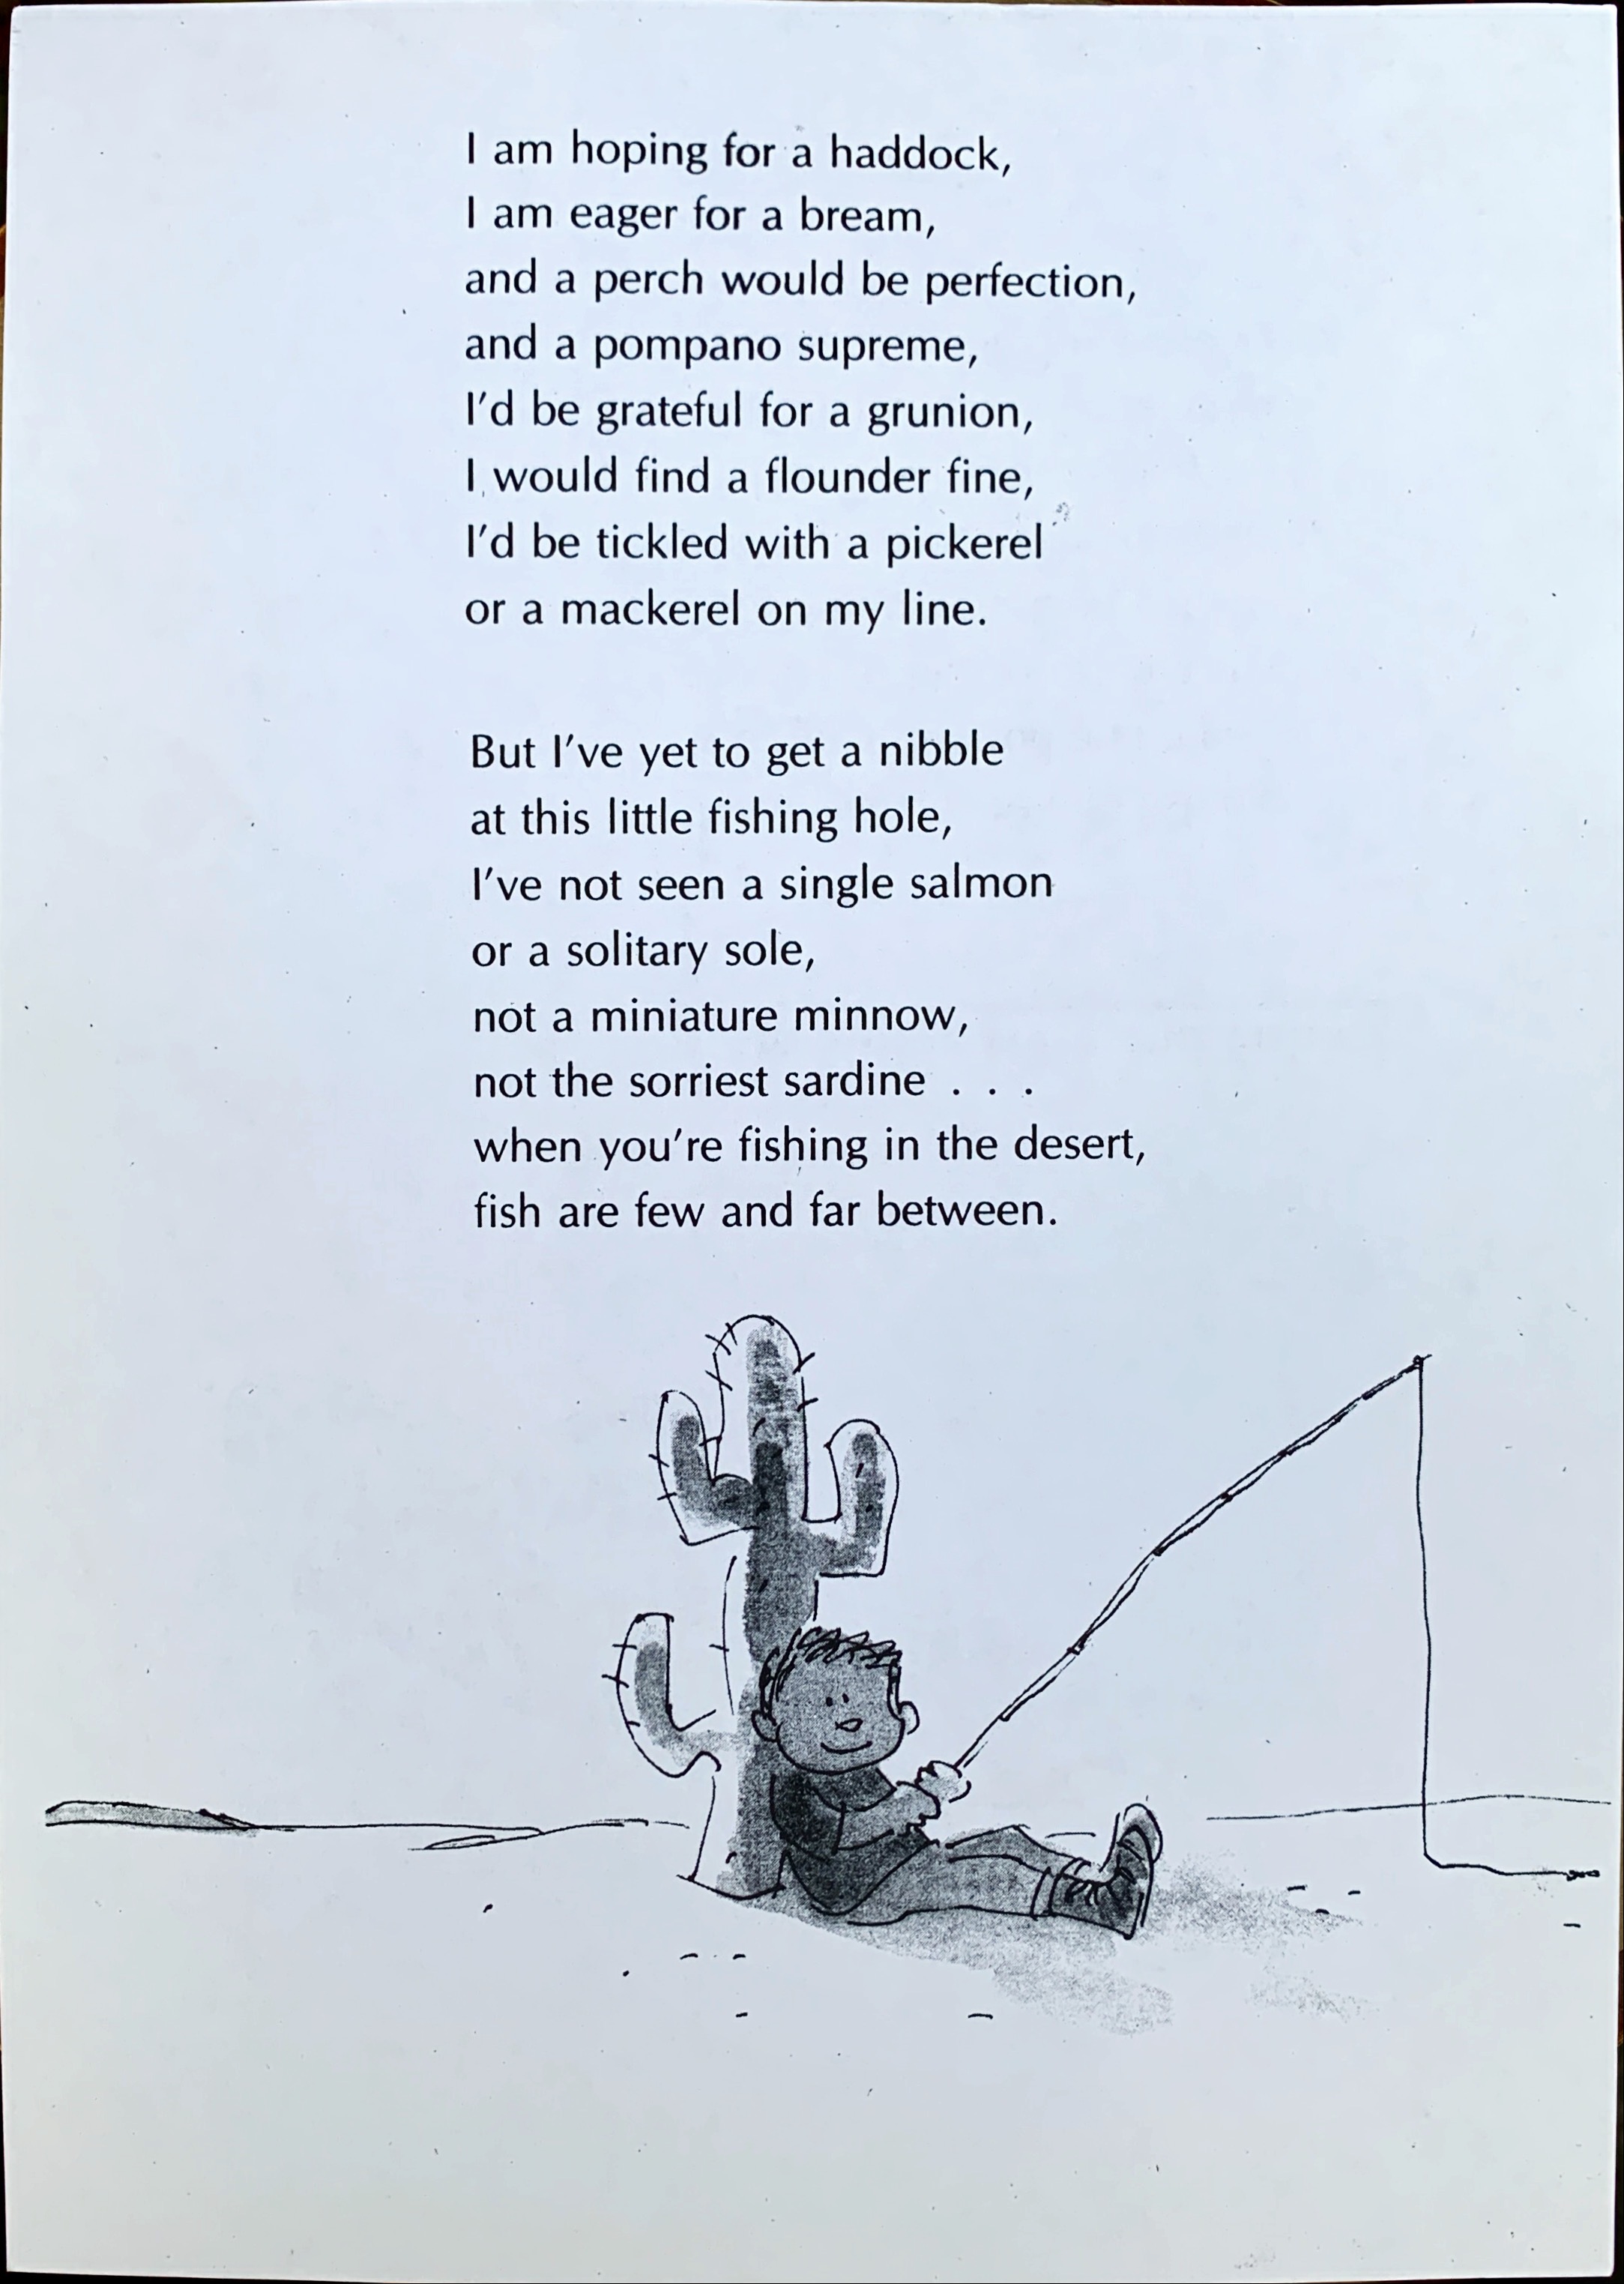 I am hoping for a haddock,
I am eager for a bream,
and a perch would be perfection,
and a pompano supreme,
I'd be grateful for a grunion,
I would find a flounder fine,
I'd be tickled with a pickerel
or a mackerel on my line.
But I've yet to get a nibble
at this little fishing hole,
I've not seen a single salmon
or a solitary sole,
not a miniature minnow,
not the sorriest sardine . . .
when you're fishing in the desert,
fish are few and far between.